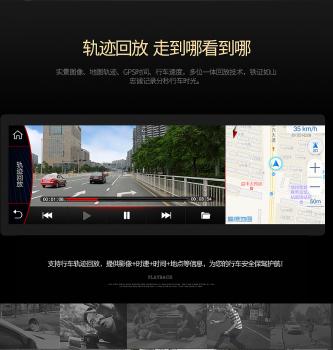 轨迹回放 走到哪看到哪
实景图像、地图轨迹、GPS时间、行车速度。多位一体回放技术，铁证如山
忠诚记录分秒行车时光。
35 km/h
轨迹回放
00:01:06
00:03:54
50m
支持行车轨迹回放，提供影像+时速+时间+地点等信息，为您的行车安全保驾护航!
PLAYBACK